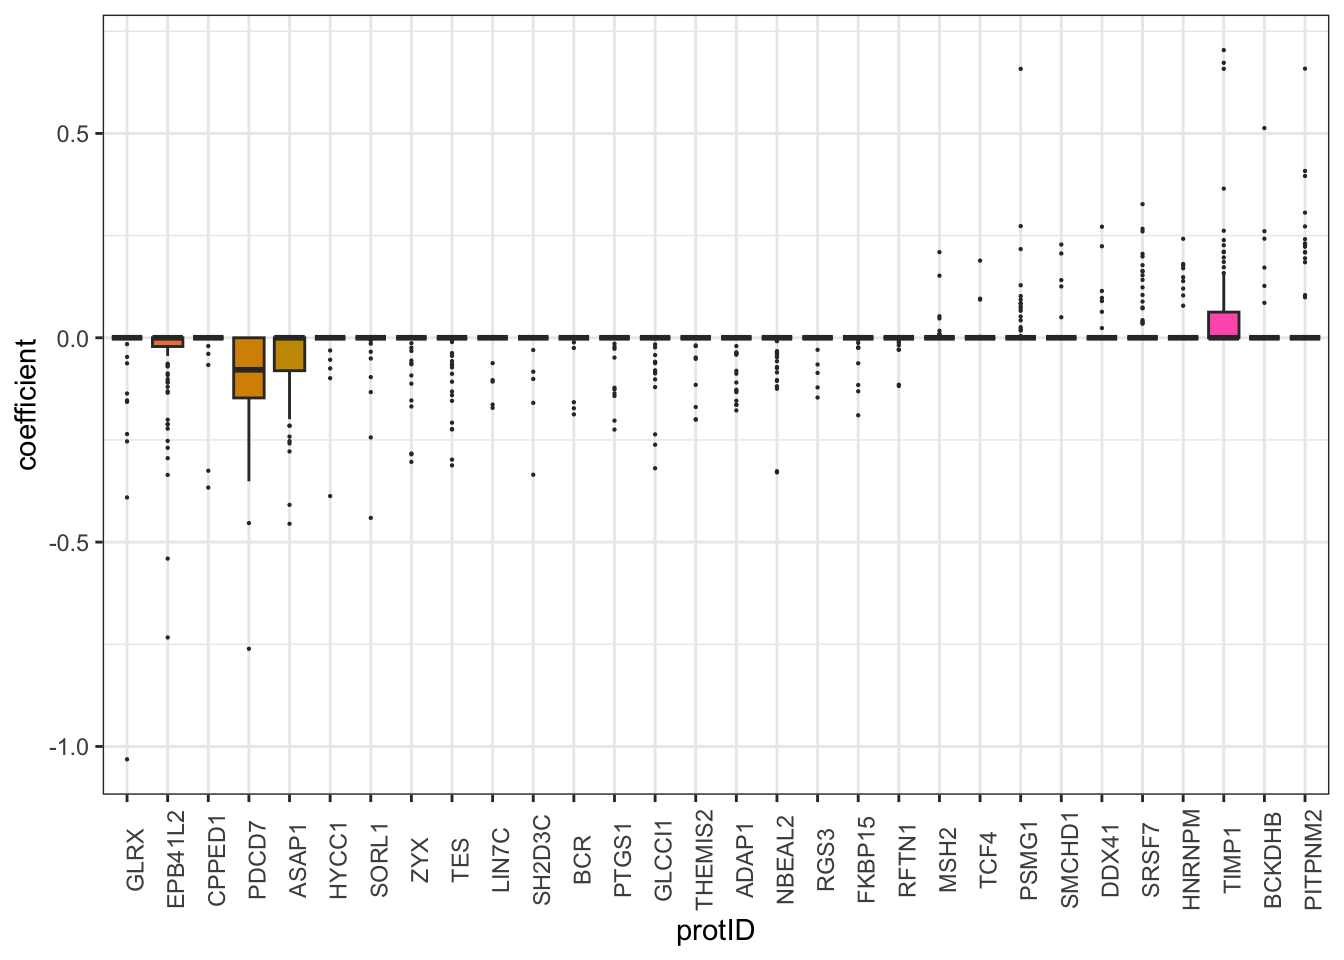 coefficient
0.5
0.0
-0.5
-1.0
GLRX
EPB41L2
CPPED1
PDCD7
ASAP1
HYCC1
SORL1
ZYX
TES
LIN7C
SH2D3C
BCR
PTGS1
GLCCI1
THEMIS2
ADAP1
NBEAL2
RGS3
FKBP15
RFTN1
MSH2
TCF4
PSMG1
SMCHD1
DDX41
SRSF7
HNRNPM
TIMP1
BCKDHB
PITPNM2
protID